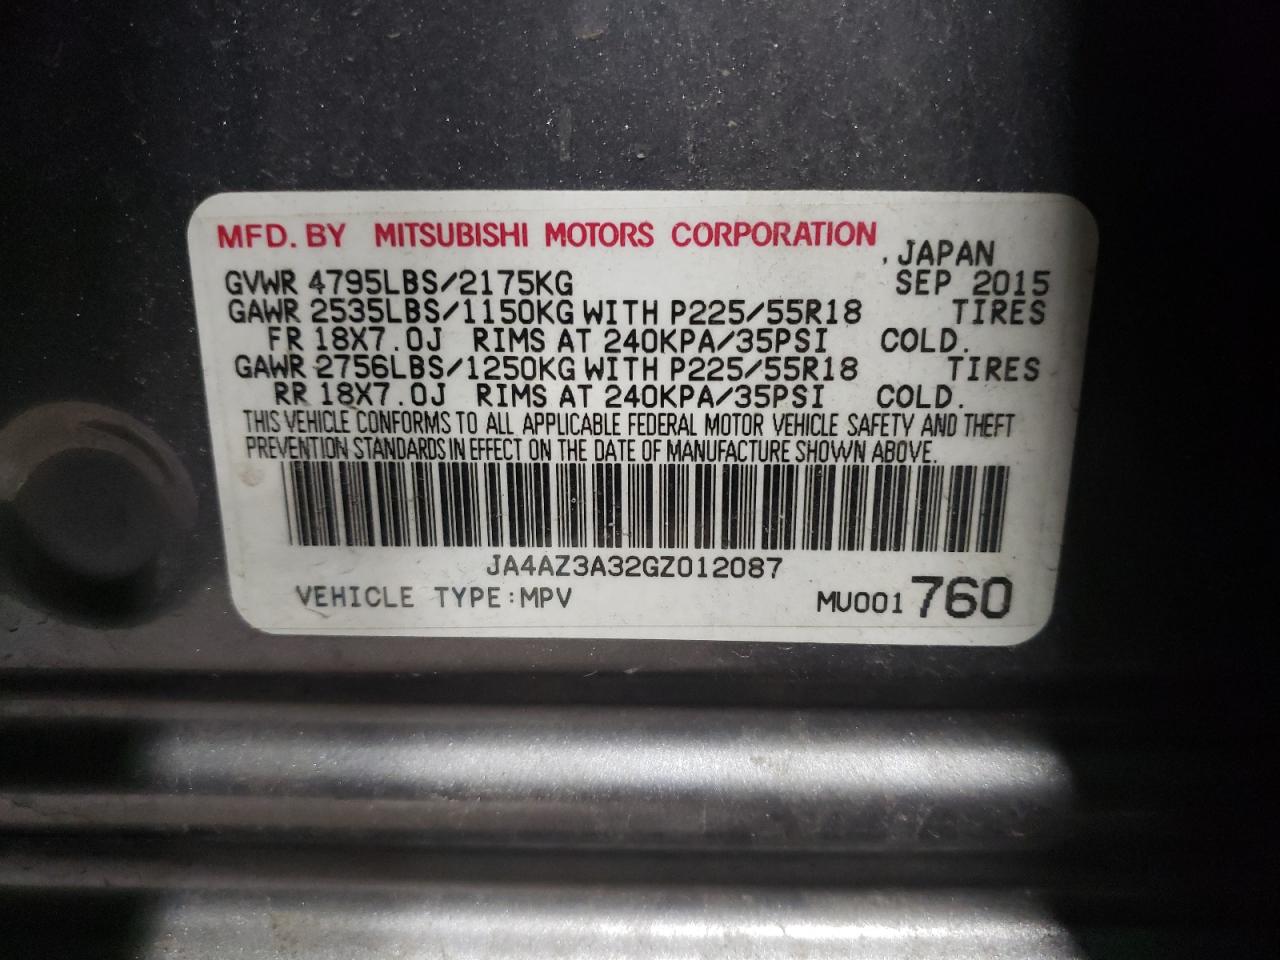 MFD. BY MITSUBISHI MOTORS CORPORATION , JAPAN
GVWR 4795LBS/2175KG SEP 2015
GAWR 2535LBS/1150KG WITH P225/55R18 TIRES
FR 18X7.0J RIMS AT 240KPA/35PSI COLD.
GAWR 2756LBS/1250KG WITH P225/55R18 TIRES
RR 18X7.0J RIMS AT 240KPA/35PSI COLD.
THIS VEHICLE CONFORMS TO ALL APPLICABLE FEDERAL MOTOR VEHICLE SAFETY AND THEFT
PREVENTION STANDARDS IN EFFECT ON THE DATE OF MANUFACTURE SHOWN ABOVE.
JA4AZ3A32GZ012087
VEHICLE TYPE:MPV MU001 760